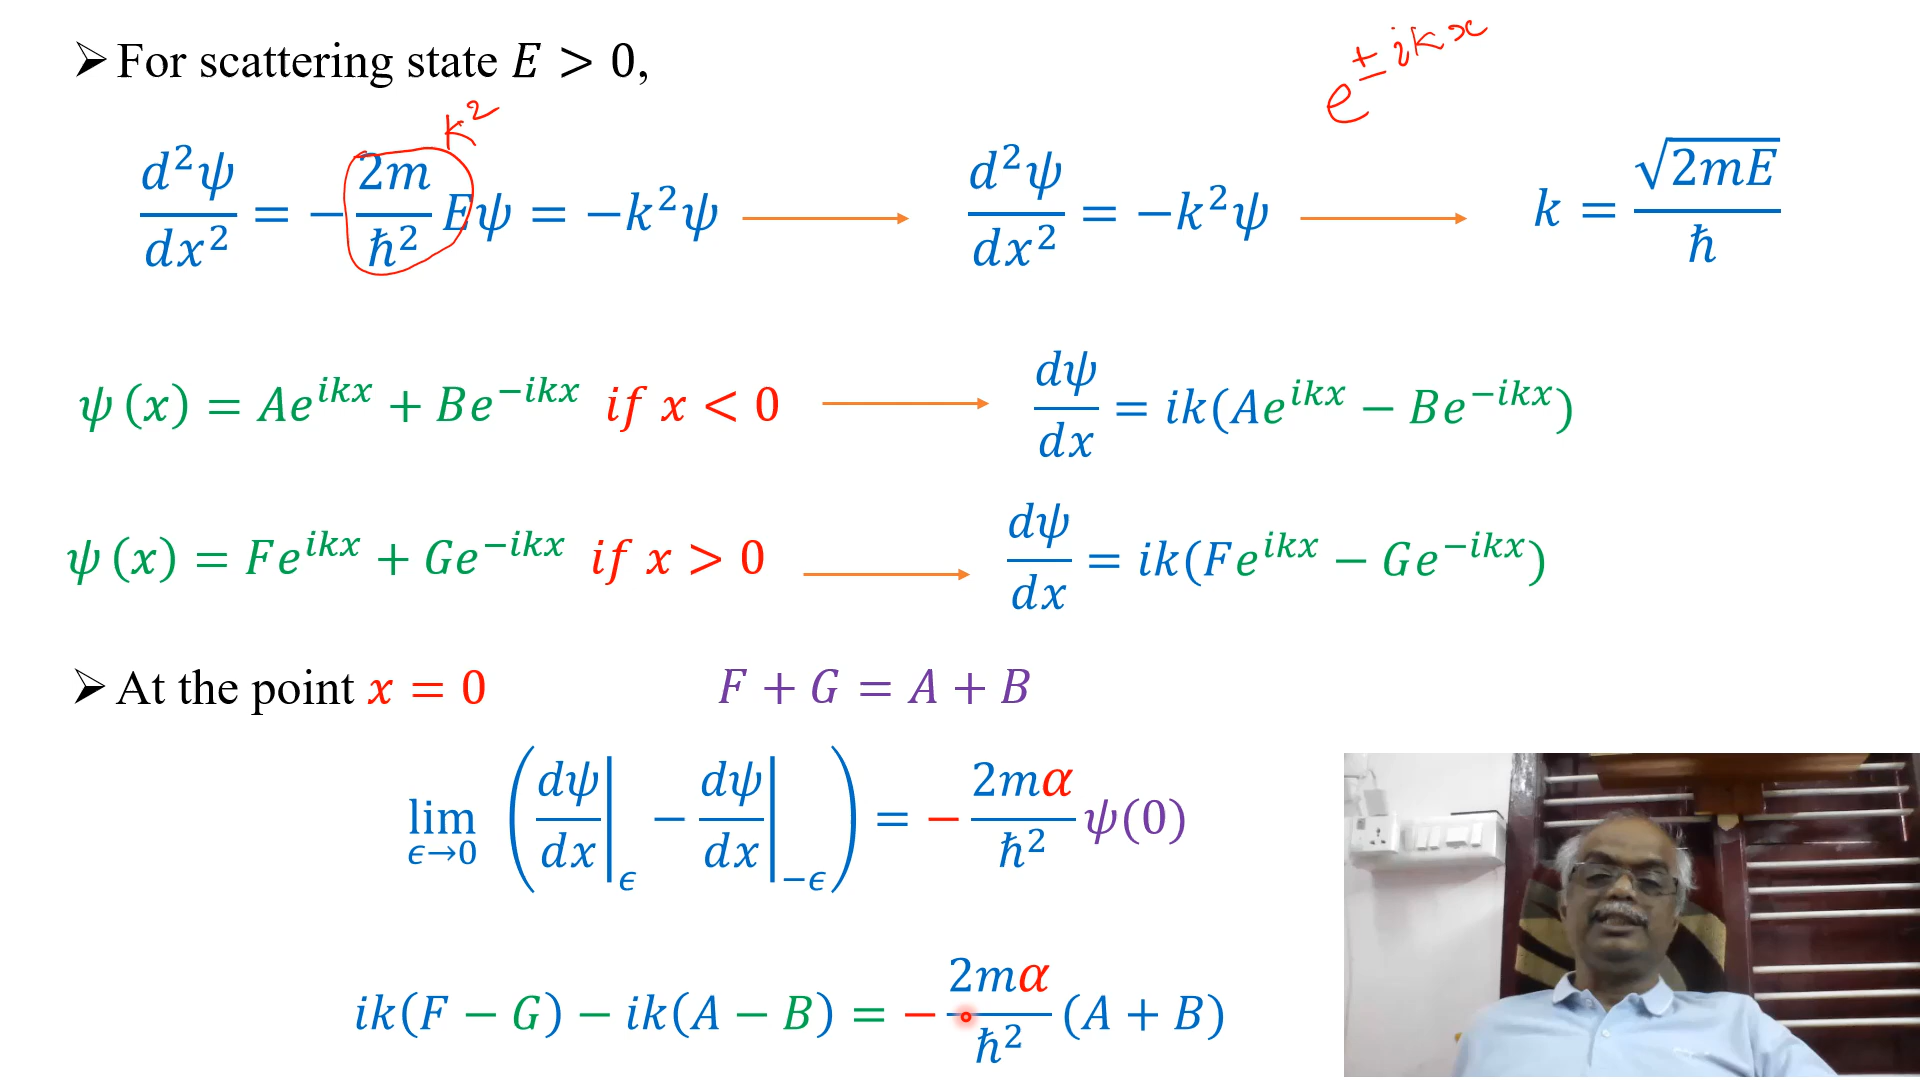 ➢ For scattering state E > 0,
e^{±ikx}
k²
d²ψ/dx² = −(2m/ħ²)Eψ = −k²ψ ⟶ d²ψ/dx² = −k²ψ ⟶ k = √(2mE)/ħ
ψ(x) = Ae^{ikx} + Be^{−ikx} if x < 0 ⟶ dψ/dx = ik(Ae^{ikx} − Be^{−ikx})
ψ(x) = Fe^{ikx} + Ge^{−ikx} if x > 0 ⟶ dψ/dx = ik(Fe^{ikx} − Ge^{−ikx})
➢ At the point x = 0 F + G = A + B
lim_{ϵ→0} (dψ/dx|_ϵ − dψ/dx|_{−ϵ}) = −(2mα/ħ²)ψ(0)
ik(F − G) − ik(A − B) = −(2mα/ħ²)(A + B)